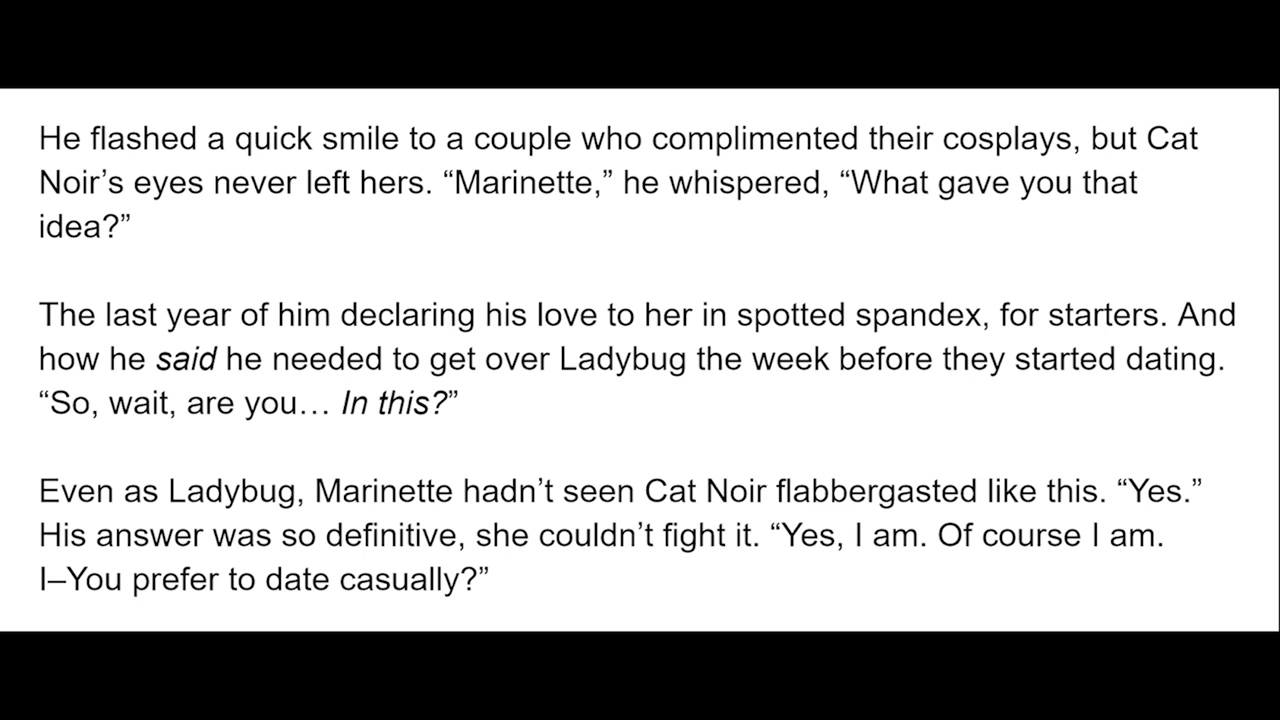 He flashed a quick smile to a couple who complimented their cosplays, but Cat
Noir’s eyes never left hers. “Marinette,” he whispered, “What gave you that
idea?”
The last year of him declaring his love to her in spotted spandex, for starters. And
how he said he needed to get over Ladybug the week before they started dating.
“So, wait, are you… In this?”
Even as Ladybug, Marinette hadn’t seen Cat Noir flabbergasted like this. “Yes.”
His answer was so definitive, she couldn’t fight it. “Yes, I am. Of course I am.
I–You prefer to date casually?”